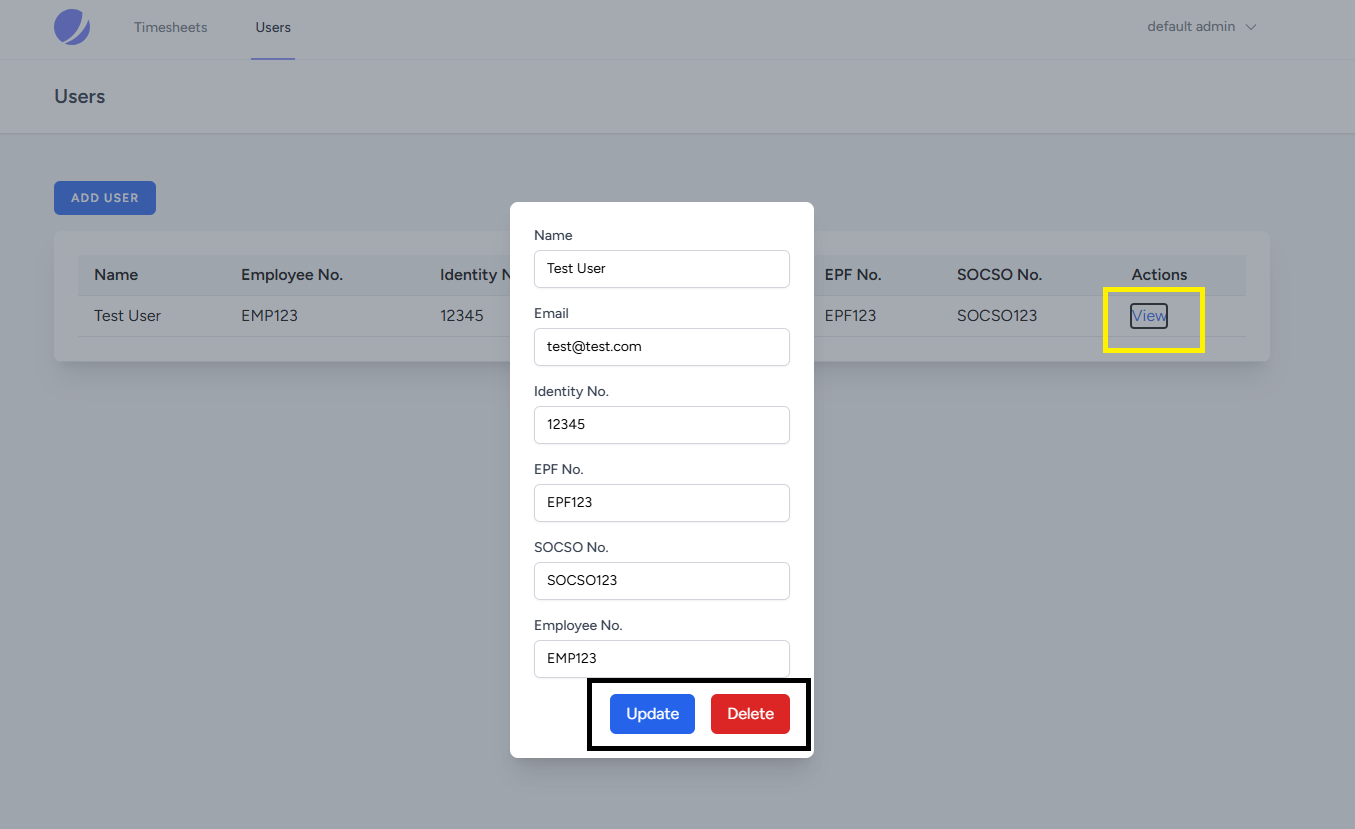 Timesheets Users default admin
Users
ADD USER
Name Employee No. Identity N EPF No. SOCSO No. Actions
Test User EMP123 12345 EPF123 SOCSO123 View
Name
Test User
Email
test@test.com
Identity No.
12345
EPF No.
EPF123
SOCSO No.
SOCSO123
Employee No.
EMP123
Update Delete